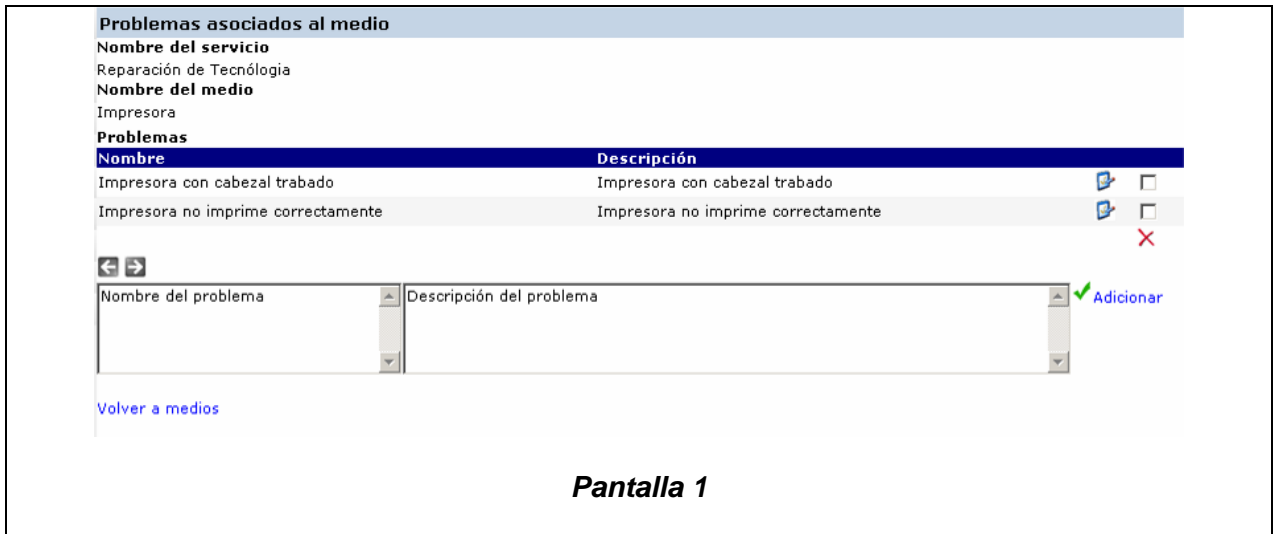 Problemas asociados al medio
Nombre del servicio
Reparación de Tecnólogia
Nombre del medio
Impresora
Problemas
Nombre Descripción
Impresora con cabezal trabado Impresora con cabezal trabado
Impresora no imprime correctamente Impresora no imprime correctamente
Nombre del problema Descripción del problema Adicionar
Volver a medios
Pantalla 1